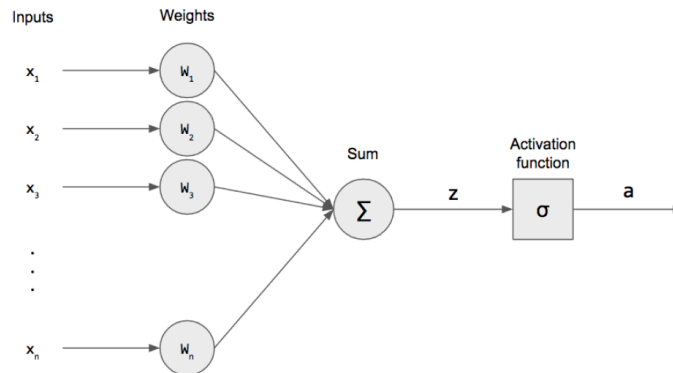 Inputs
Weights
x₁
W₁
x₂
W₂
x₃
W₃
Sum
Σ
z
Activation
function
σ
a
.
.
.
xₙ
Wₙ